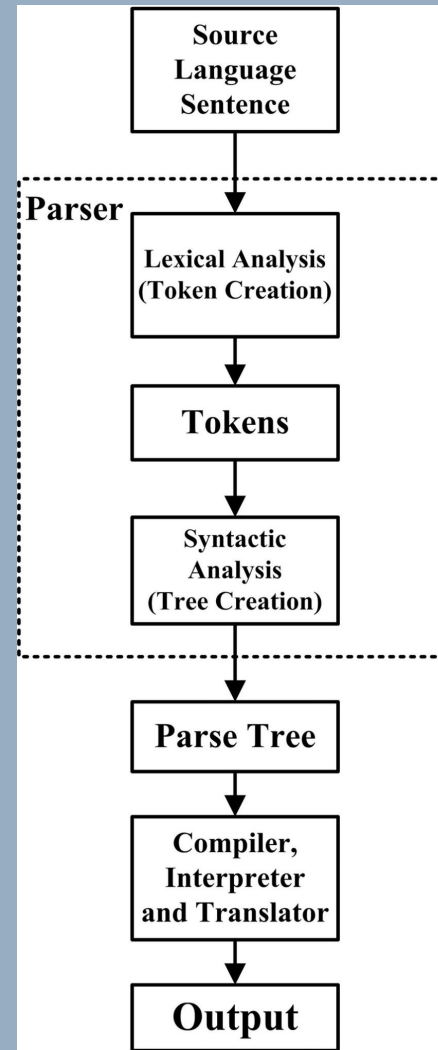 Source
Language
Sentence
Parser
Lexical Analysis
(Token Creation)
Tokens
Syntactic
Analysis
(Tree Creation)
Parse Tree
Compiler,
Interpreter
and Translator
Output